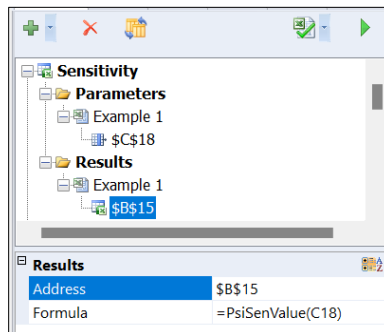 Sensitivity
Parameters
Example 1
$C$18
Results
Example 1
$B$15
Results
Address $B$15
Formula =PsiSenValue(C18)